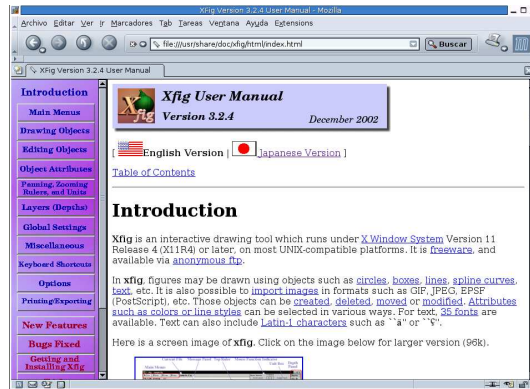 XFig Version 3.2.4 User Manual - Mozilla
Archivo Editar Ver Ir Marcadores Tab Tareas Ventana Ayuda Extensions
file:///usr/share/doc/xfig/html/index.html
Buscar
XFig Version 3.2.4 User Manual
Introduction
Main Menus
Drawing Objects
Editing Objects
Object Attributes
Panning, Zooming
Rulers, and Units
Layers (Depths)
Global Settings
Miscellaneous
Keyboard Shortcuts
Options
Printing/Exporting
New Features
Bugs Fixed
Getting and
Installing Xfig
Xfig
Xfig User Manual
Version 3.2.4
December 2002
[ English Version | Japanese Version ]
Table of Contents
Introduction
Xfig is an interactive drawing tool which runs under X Window System Version 11
Release 4 (X11R4) or later, on most UNIX-compatible platforms. It is freeware, and
available via anonymous ftp.
In xfig, figures may be drawn using objects such as circles, boxes, lines, spline curves,
text, etc. It is also possible to import images in formats such as GIF, JPEG, EPSF
(PostScript), etc. Those objects can be created, deleted, moved or modified. Attributes
such as colors or line styles can be selected in various ways. For text, 35 fonts are
available. Text can also include Latin-1 characters such as ``ä'' or ``ç''.
Here is a screen image of xfig. Click on the image below for larger version (96k).